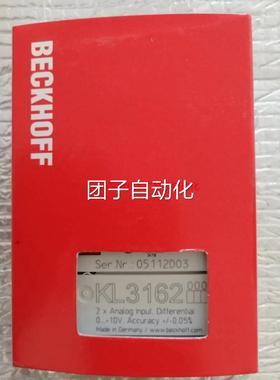 BECKHOFF
团子自动化
Ser.Nr. 05112003
KL3162
2 x Analog Input. Differential
0...10V. Accuracy +/-0.05%
Made in Germany / www.beckhoff.com